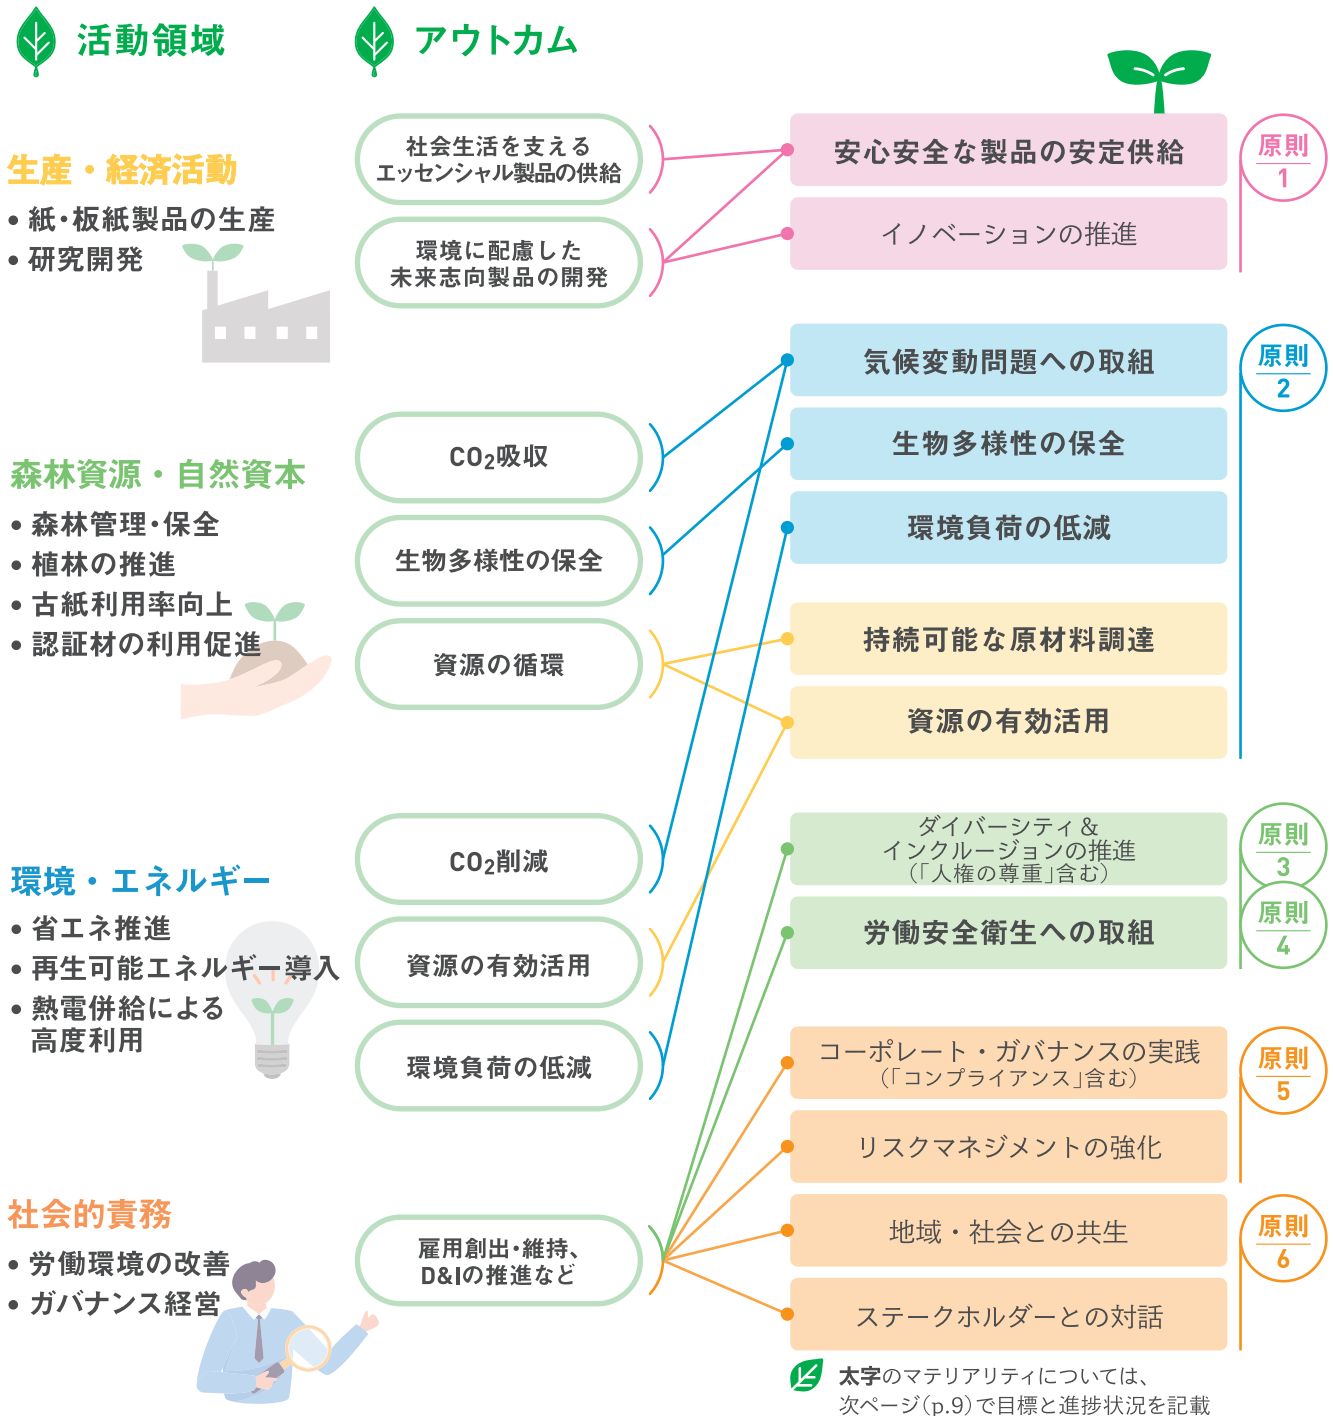 活動領域
アウトカム
生産・経済活動
• 紙・板紙製品の生産
• 研究開発
森林資源・自然資本
• 森林管理・保全
• 植林の推進
• 古紙利用率向上
• 認証材の利用促進
環境・エネルギー
• 省エネ推進
• 再生可能エネルギー導入
• 熱電併給による
高度利用
社会的責務
• 労働環境の改善
• ガバナンス経営
社会生活を支える
エッセンシャル製品の供給
環境に配慮した
未来志向製品の開発
CO₂吸収
生物多様性の保全
資源の循環
CO₂削減
資源の有効活用
環境負荷の低減
雇用創出・維持、
D&Iの推進など
安心安全な製品の安定供給
イノベーションの推進
原則
1
気候変動問題への取組
生物多様性の保全
環境負荷の低減
持続可能な原材料調達
資源の有効活用
原則
2
ダイバーシティ&
インクルージョンの推進
(「人権の尊重」含む)
労働安全衛生への取組
原則
3
原則
4
コーポレート・ガバナンスの実践
(「コンプライアンス」含む)
リスクマネジメントの強化
原則
5
地域・社会との共生
ステークホルダーとの対話
原則
6
太字のマテリアリティについては、
次ページ(p.9)で目標と進捗状況を記載